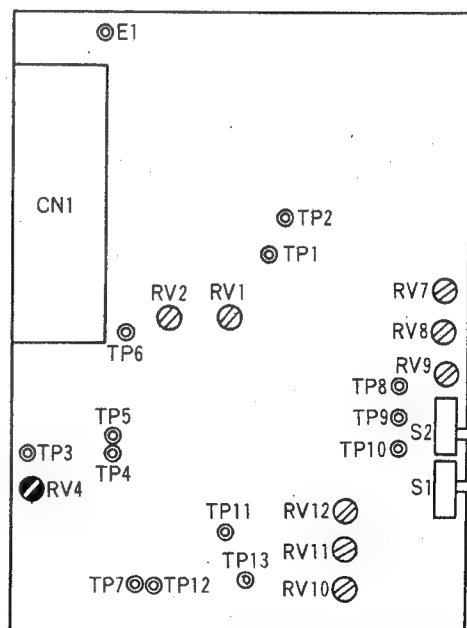 E1
CN1
TP2
TP1
RV2
RV1
RV7
TP6
RV8
RV9
TP8
TP5
TP9
S2
TP3
TP4
TP10
RV4
S1
TP11
RV12
RV11
TP13
TP7
TP12
RV10